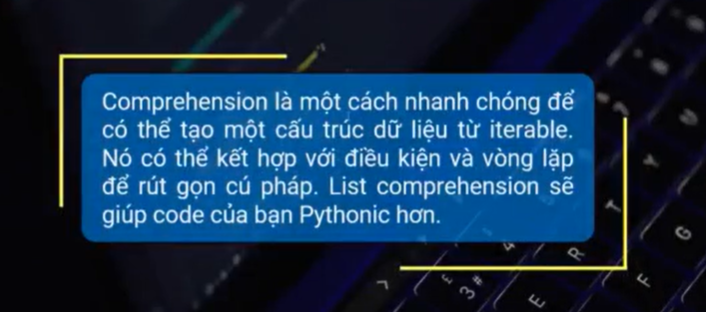 Comprehension là một cách nhanh chóng để
có thể tạo một cấu trúc dữ liệu từ iterable.
Nó có thể kết hợp với điều kiện và vòng lặp
để rút gọn cú pháp. List comprehension sẽ
giúp code của bạn Pythonic hơn.